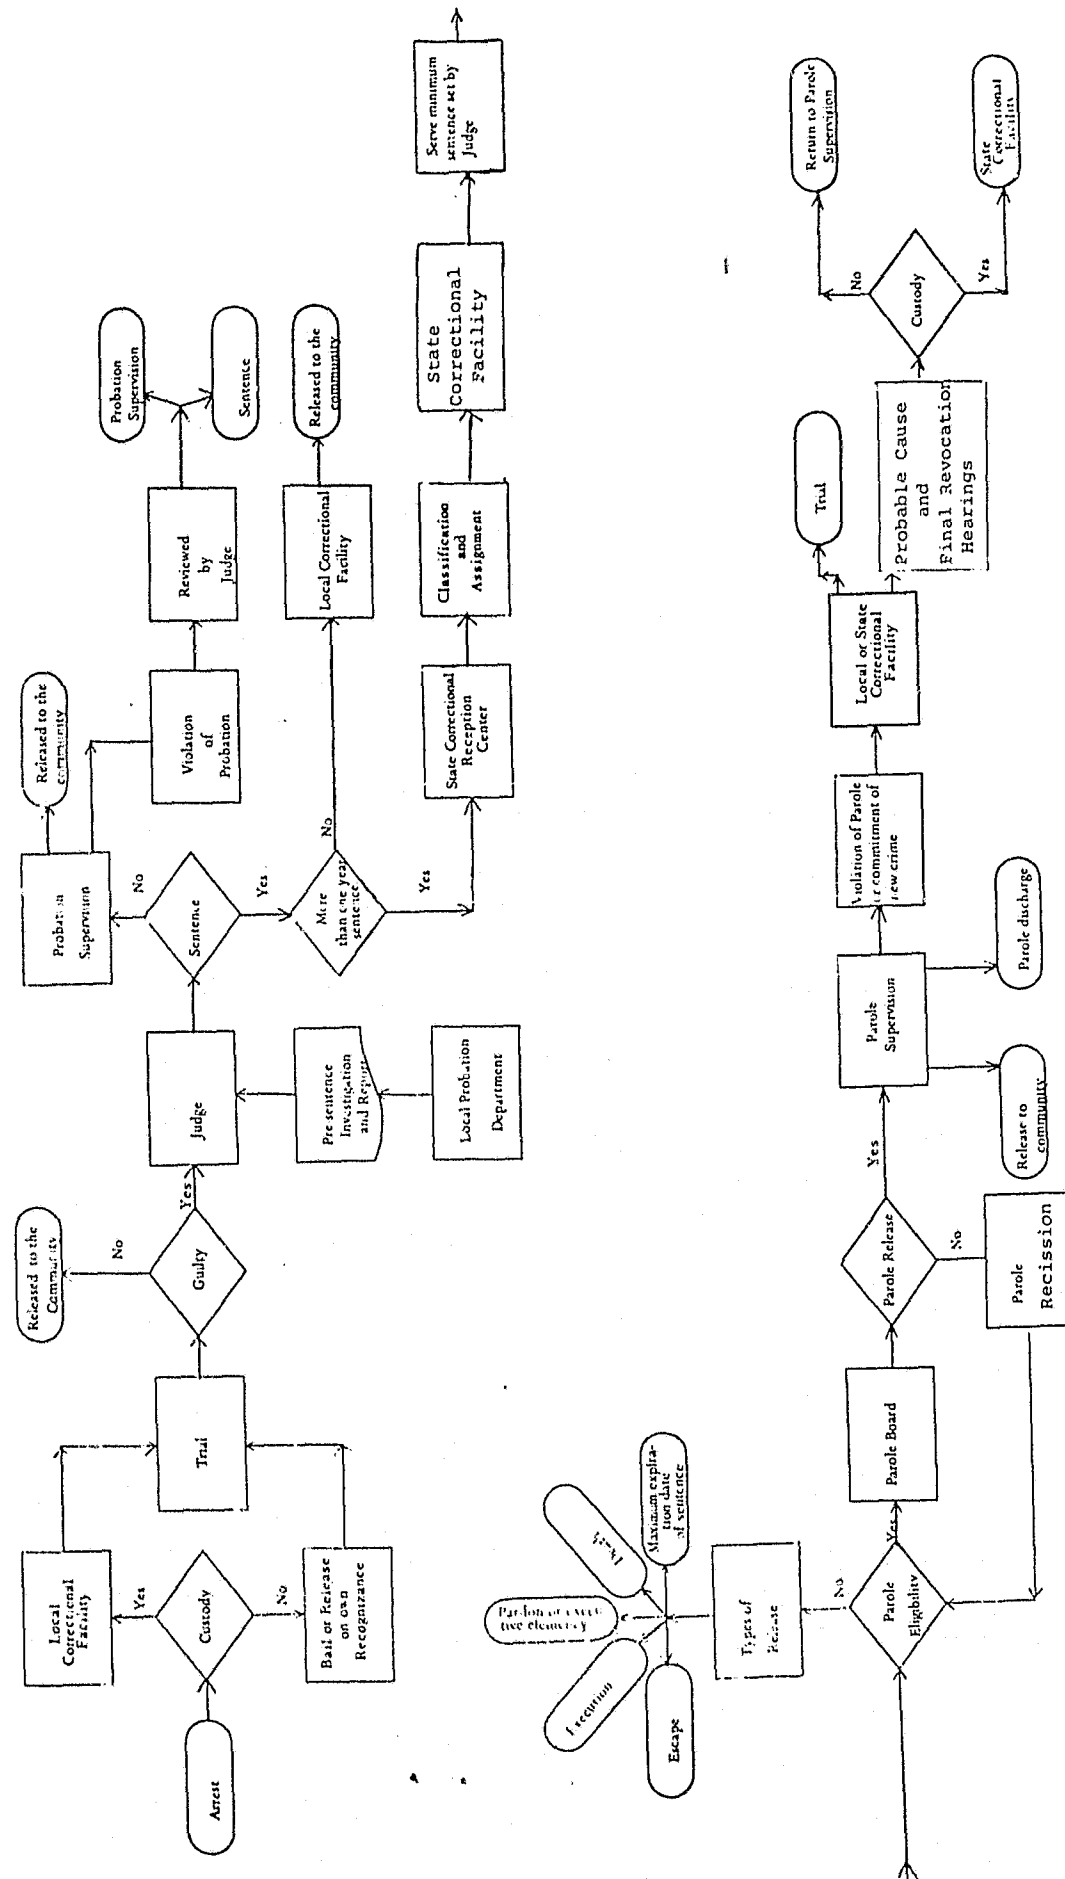 Arrest
Custody
Yes
No
Local
Correctional
Facility
Bail or Release
on own
Recognizance
Trial
Guilty
No
Yes
Released to the
Community
Judge
Pre-sentence
Investigation
and Report
Local Probation
Department
Sentence
No
Yes
Probation
Supervision
Released to the
community
Violation
of
Probation
Reviewed
by
Judge
Probation
Supervision
Sentence
More
than one year
sentence
No
Yes
Local Correctional
Facility
Released to the
community
State Correctional
Reception
Center
Classification
and
Assignment
State
Correctional
Facility
Serve minimum
sentence set by
Judge
Parole
Eligibility
No
Yes
Types of
Release
Escape
Execution
Pardon or execu-
tive clemency
Maximum expira-
tion date
of sentence
Parole Board
Parole Release
Yes
No
Parole
Recission
Parole
Supervision
Release to
community
Parole discharge
Violation of Parole
or commitment of
new crime
Local or State
Correctional
Facility
Trial
Probable Cause
and
Final Revocation
Hearings
Custody
No
Yes
Return to Parole
Supervision
State
Correctional
Facility